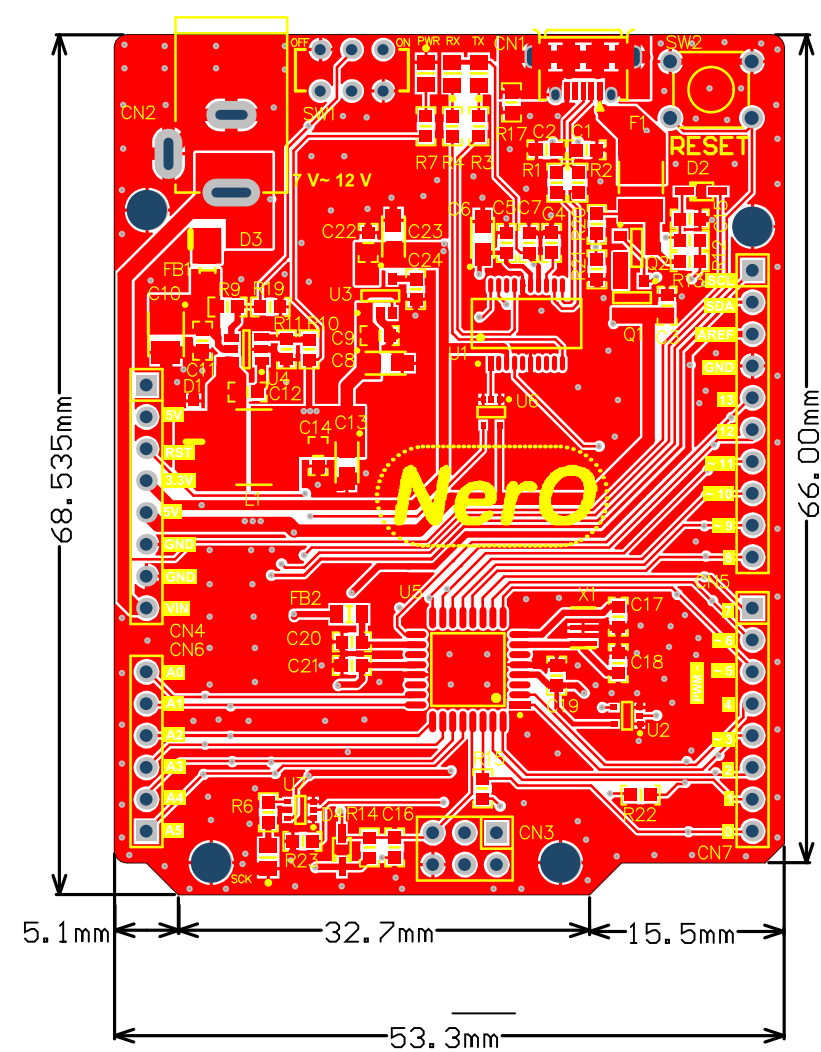 OFF
ON
PWR RX TX
CN1
SW2
CN2
SW1
R17
F1
R7 R4 R3
C2 C1
RESET
R1
R2
D2
7 V~ 12 V
C6
C5
C7
C4
D3
C22
C23
FB1
C24
Q2
SCL
C10
R9
R19
U3
SDA
R11
R10
C9
Q1
AREF
C11
C8
U1
GND
D1
U4
C12
U6
13
5V
C14
C13
12
RST
~ 11
3.3V
L1
NerO
~ 10
5V
~ 9
GND
8
GND
FB2
U5
X1
CN5
VIN
C17
7
CN4
C20
~ 6
CN6
C21
C18
A0
~ 5
PWM
A1
C19
4
A2
U2
~ 3
A3
R15
2
U7
A4
R6
D4
R14
C16
R22
1
A5
CN3
0
R23
CN7
SCK
68.535mm
66.00mm
5.1mm
32.7mm
15.5mm
53.3mm